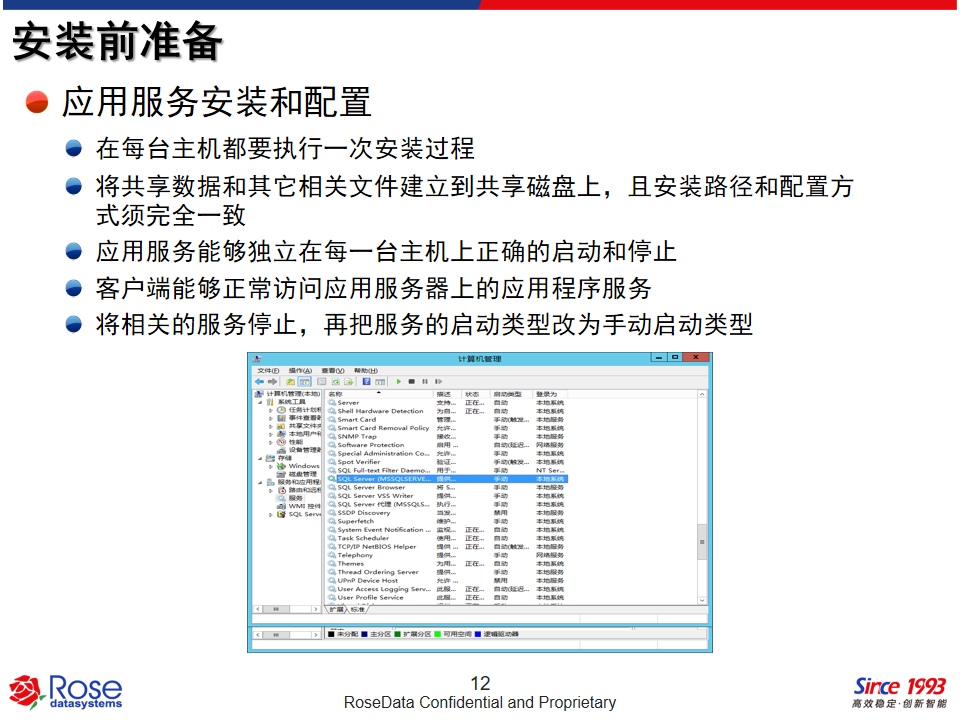 安装前准备
应用服务安装和配置
在每台主机都要执行一次安装过程
将共享数据和其它相关文件建立到共享磁盘上，且安装路径和配置方
式须完全一致
应用服务能够独立在每一台主机上正确的启动和停止
客户端能够正常访问应用服务器上的应用程序服务
将相关的服务停止，再把服务的启动类型改为手动启动类型
计算机管理
文件(F) 操作(A) 查看(V) 帮助(H)
计算机管理(本地)
系统工具
任务计划程
事件查看器
共享文件夹
本地用户和
性能
设备管理器
存储
Windows
磁盘管理
服务和应用程序
路由和远程
服务
WMI 控件
SQL Serve
名称 描述 状态 启动类型 登录为
Server 支持... 正在... 自动 本地系统
Shell Hardware Detection 为自... 正在... 自动 本地系统
Smart Card 管理... 手动(触发... 本地服务
Smart Card Removal Policy 允许... 手动 本地系统
SNMP Trap 接收... 手动 本地服务
Software Protection 启用 ... 自动(延迟... 网络服务
Special Administration Co... 允许... 手动 本地系统
Spot Verifier 验证... 手动(触发... 本地系统
SQL Full-text Filter Daemo... 用于... 手动 NT Ser...
SQL Server (MSSQLSERVE... 提供... 手动 本地系统
SQL Server Browser 将 S... 手动 本地服务
SQL Server VSS Writer 提供... 手动 本地系统
SQL Server 代理 (MSSQLS... 执行... 手动 本地系统
SSDP Discovery 当发... 禁用 本地服务
Superfetch 维护... 手动 本地系统
System Event Notification ... 监视... 正在... 自动 本地系统
Task Scheduler 使用... 正在... 自动 本地系统
TCP/IP NetBIOS Helper 提供 ... 正在... 自动(触发... 本地服务
Telephony 提供... 手动 网络服务
Themes 为用... 正在... 自动 本地系统
Thread Ordering Server 提供... 手动 本地服务
UPnP Device Host 允许 ... 禁用 本地服务
User Access Logging Serv... 此服... 正在... 自动(延迟... 本地系统
User Profile Service 此服... 正在... 自动 本地系统
扩展 标准
未分配 主分区 扩展分区 可用空间 逻辑驱动器
Rose
datasystems
12
RoseData Confidential and Proprietary
Since 1993
高效稳定·创新智能